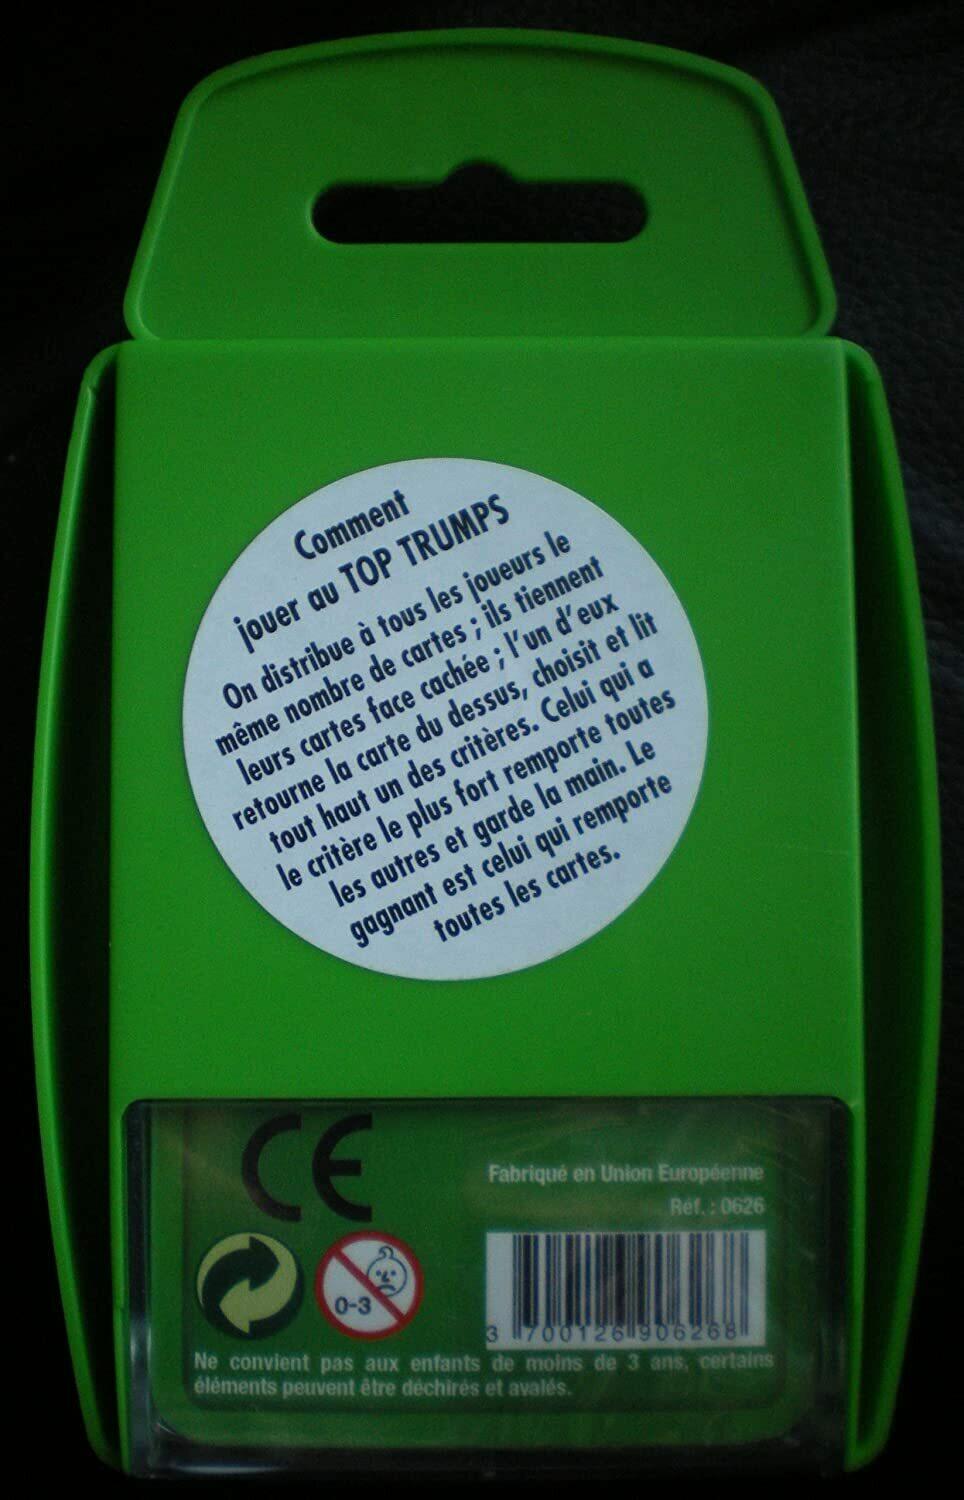 Comment
jouer au TOP TRUMPS
On distribue à tous les joueurs le
même nombre de cartes ; ils tiennent
leurs cartes face cachée ; l'un d'eux
retourne la carte du dessus, choisit et lit
tout haut un des critères. Celui qui a
le critère le plus fort remporte toutes
les autres et garde la main. Le
gagnant est celui qui remporte
toutes les cartes.
CE
Fabriqué en Union Européenne
Réf. : 0626
0-3
3 700126 906268
Ne convient pas aux enfants de moins de 3 ans, certains
éléments peuvent être déchirés et avalés.